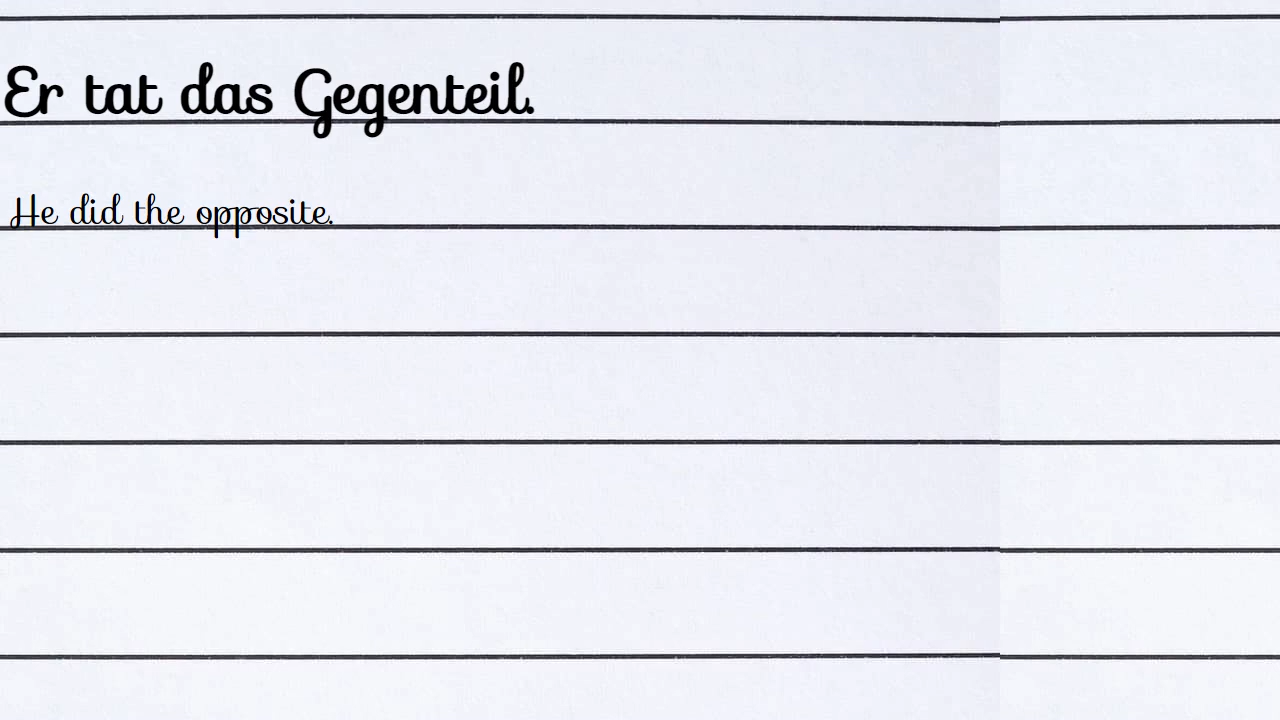 Er tat das Gegenteil.
He did the opposite.